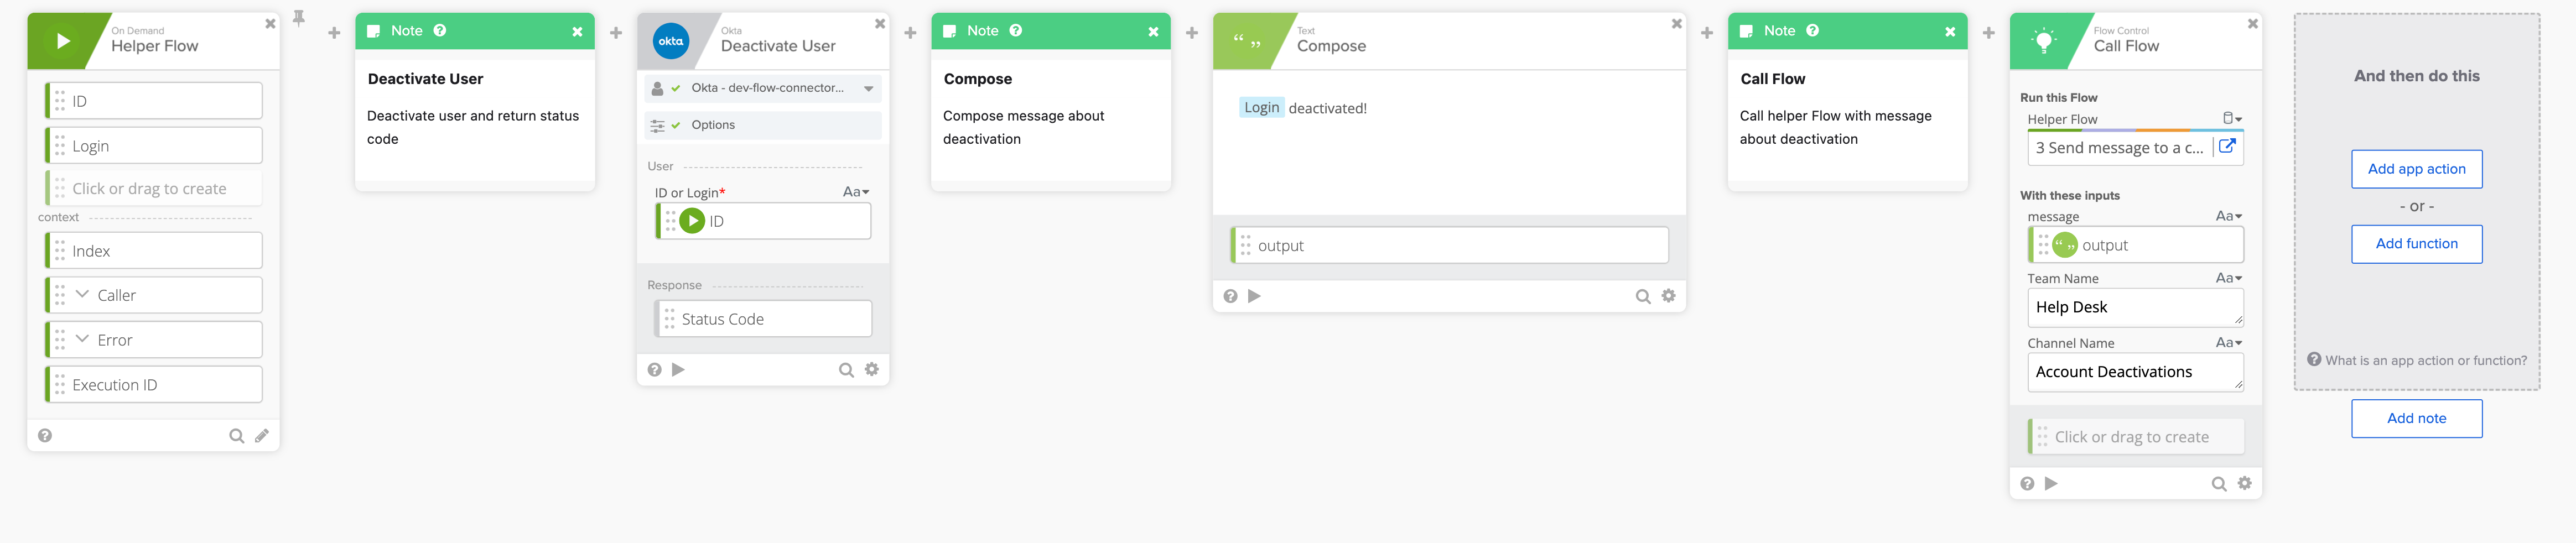 On Demand
Helper Flow
ID
Login
Click or drag to create
context
Index
Caller
Error
Execution ID
Note
Deactivate User
Deactivate user and return status
code
okta
Okta
Deactivate User
Okta - dev-flow-connector...
Options
User
ID or Login*
Aa
ID
Response
Status Code
Note
Compose
Compose message about
deactivation
“ ”
Text
Compose
Login deactivated!
output
Note
Call Flow
Call helper Flow with message
about deactivation
Flow Control
Call Flow
Run this Flow
Helper Flow
3 Send message to a c...
With these inputs
message Aa
“ ” output
Team Name Aa
Help Desk
Channel Name Aa
Account Deactivations
Click or drag to create
And then do this
Add app action
- or -
Add function
What is an app action or function?
Add note